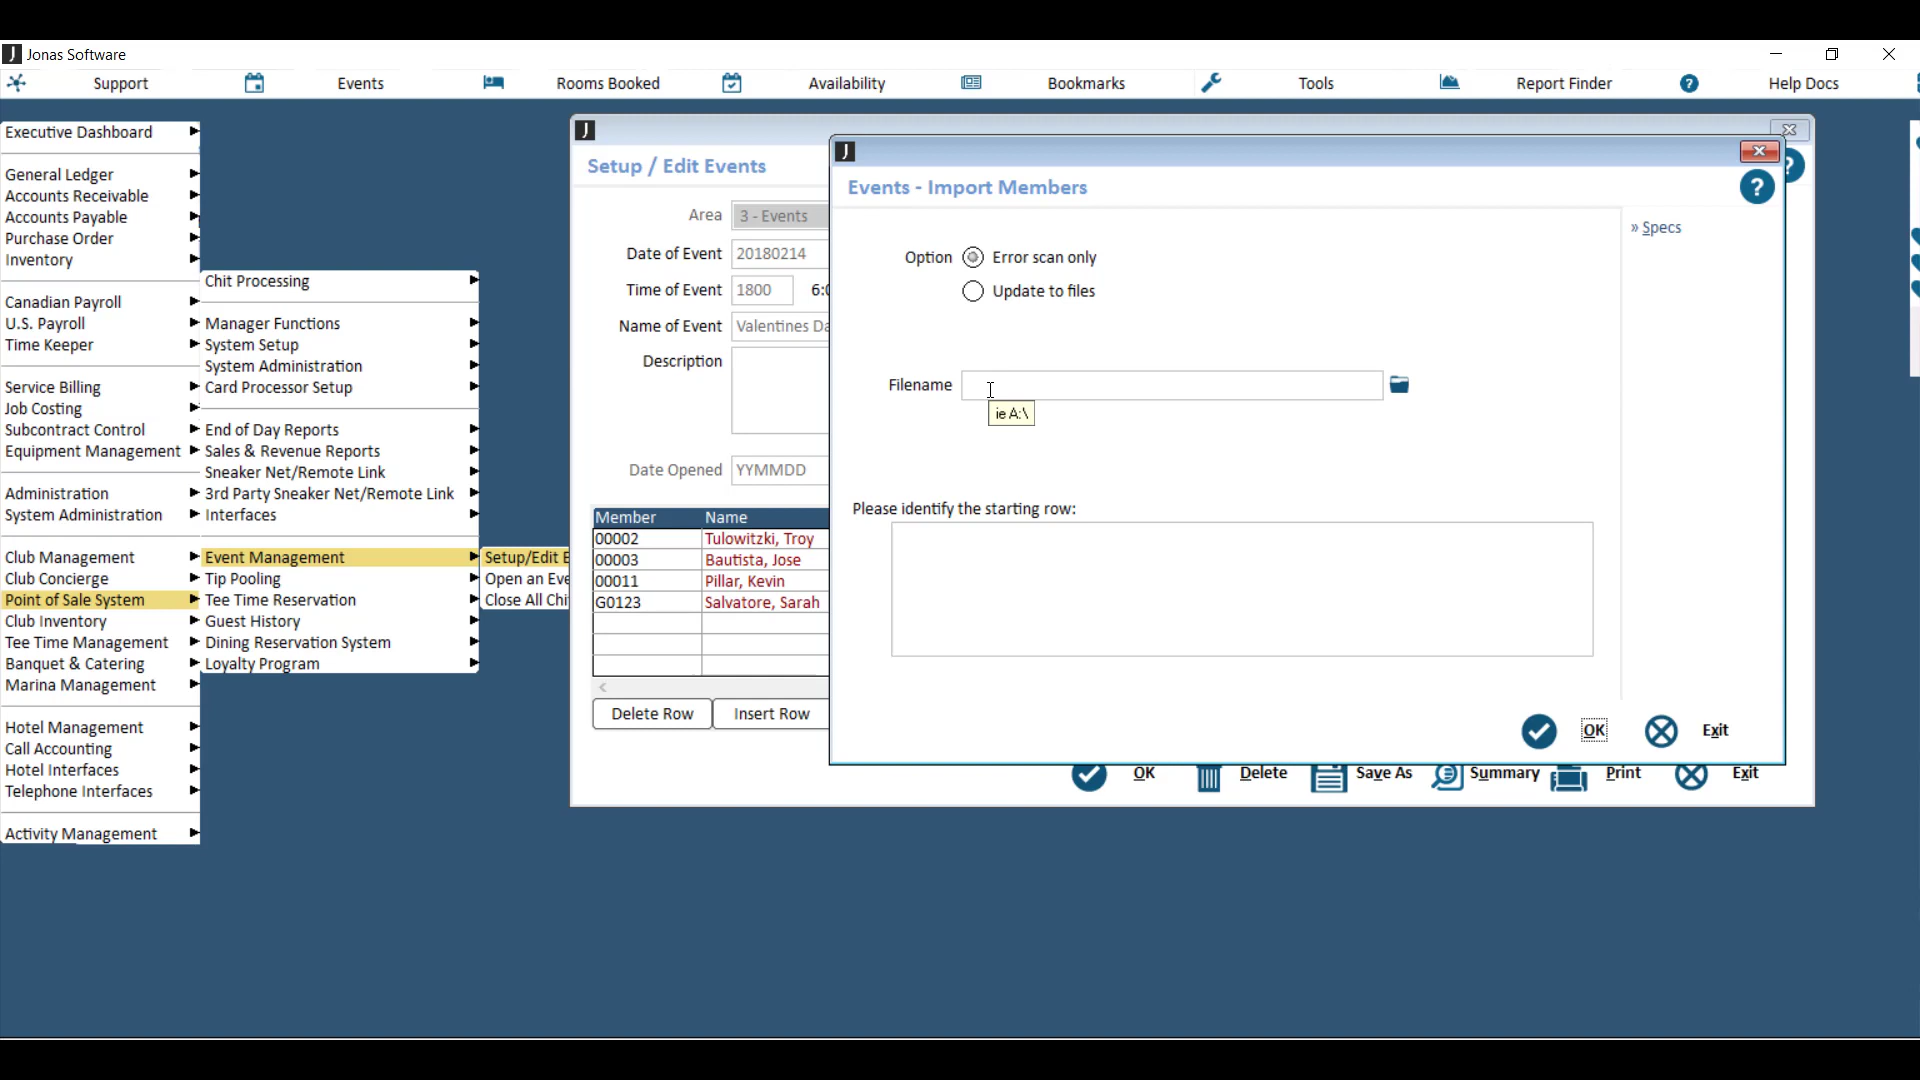 Jonas Software
Support
Events
Rooms Booked
Availability
Bookmarks
Tools
Report Finder
Help Docs
Executive Dashboard
General Ledger
Accounts Receivable
Accounts Payable
Purchase Order
Inventory
Canadian Payroll
U.S. Payroll
Time Keeper
Service Billing
Job Costing
Subcontract Control
Equipment Management
Administration
System Administration
Club Management
Club Concierge
Point of Sale System
Club Inventory
Tee Time Management
Banquet & Catering
Marina Management
Hotel Management
Call Accounting
Hotel Interfaces
Telephone Interfaces
Activity Management
Chit Processing
Manager Functions
System Setup
System Administration
Card Processor Setup
End of Day Reports
Sales & Revenue Reports
Sneaker Net/Remote Link
3rd Party Sneaker Net/Remote Link
Interfaces
Event Management
Tip Pooling
Tee Time Reservation
Guest History
Dining Reservation System
Loyalty Program
Setup/Edit E
Open an Eve
Close All Chi
Setup / Edit Events
Area 3 - Events
Date of Event 20180214
Time of Event 1800 6:0
Name of Event Valentines Da
Description
Date Opened YYMMDD
Member Name
00002 Tulowitzki, Troy
00003 Bautista, Jose
00011 Pillar, Kevin
G0123 Salvatore, Sarah
Delete Row Insert Row
OK Delete Save As Summary Print Exit
Events - Import Members
» Specs
Option Error scan only
Update to files
Filename
ie A:\
Please identify the starting row:
OK Exit